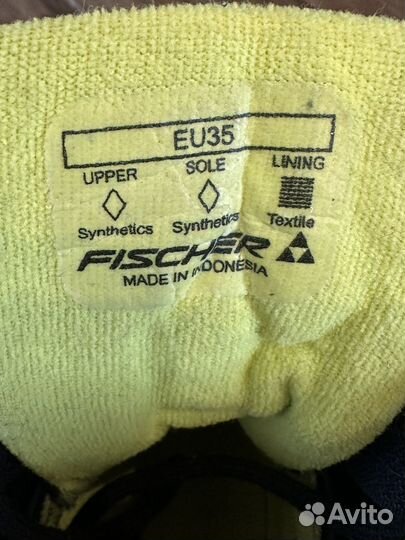 EU35
UPPER SOLE LINING
Synthetics Synthetics Textile
FISCHER
MADE IN INDONESIA
Avito